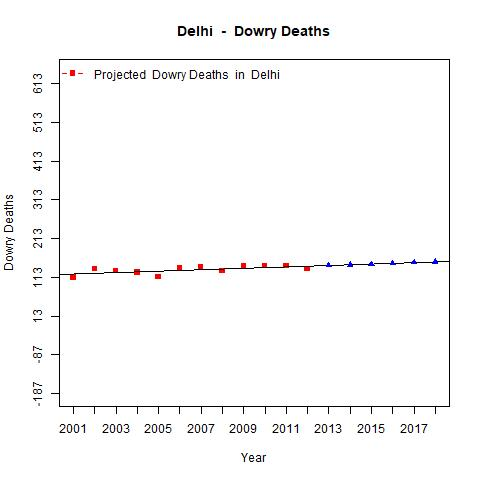 Delhi - Dowry Deaths
Projected Dowry Deaths in Delhi
Dowry Deaths
613
513
413
313
213
113
13
-87
-187
2001 2003 2005 2007 2009 2011 2013 2015 2017
Year